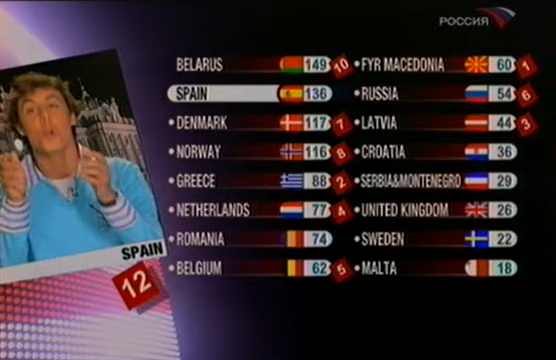 РОССИЯ
BELARUS 149 10
SPAIN 136
DENMARK 117 7
NORWAY 116 8
GREECE 88 2
NETHERLANDS 77 4
ROMANIA 74
BELGIUM 62 5
FYR MACEDONIA 60 1
RUSSIA 54 6
LATVIA 44 3
CROATIA 36
SERBIA&MONTENEGRO 29
UNITED KINGDOM 26
SWEDEN 22
MALTA 18
SPAIN
12